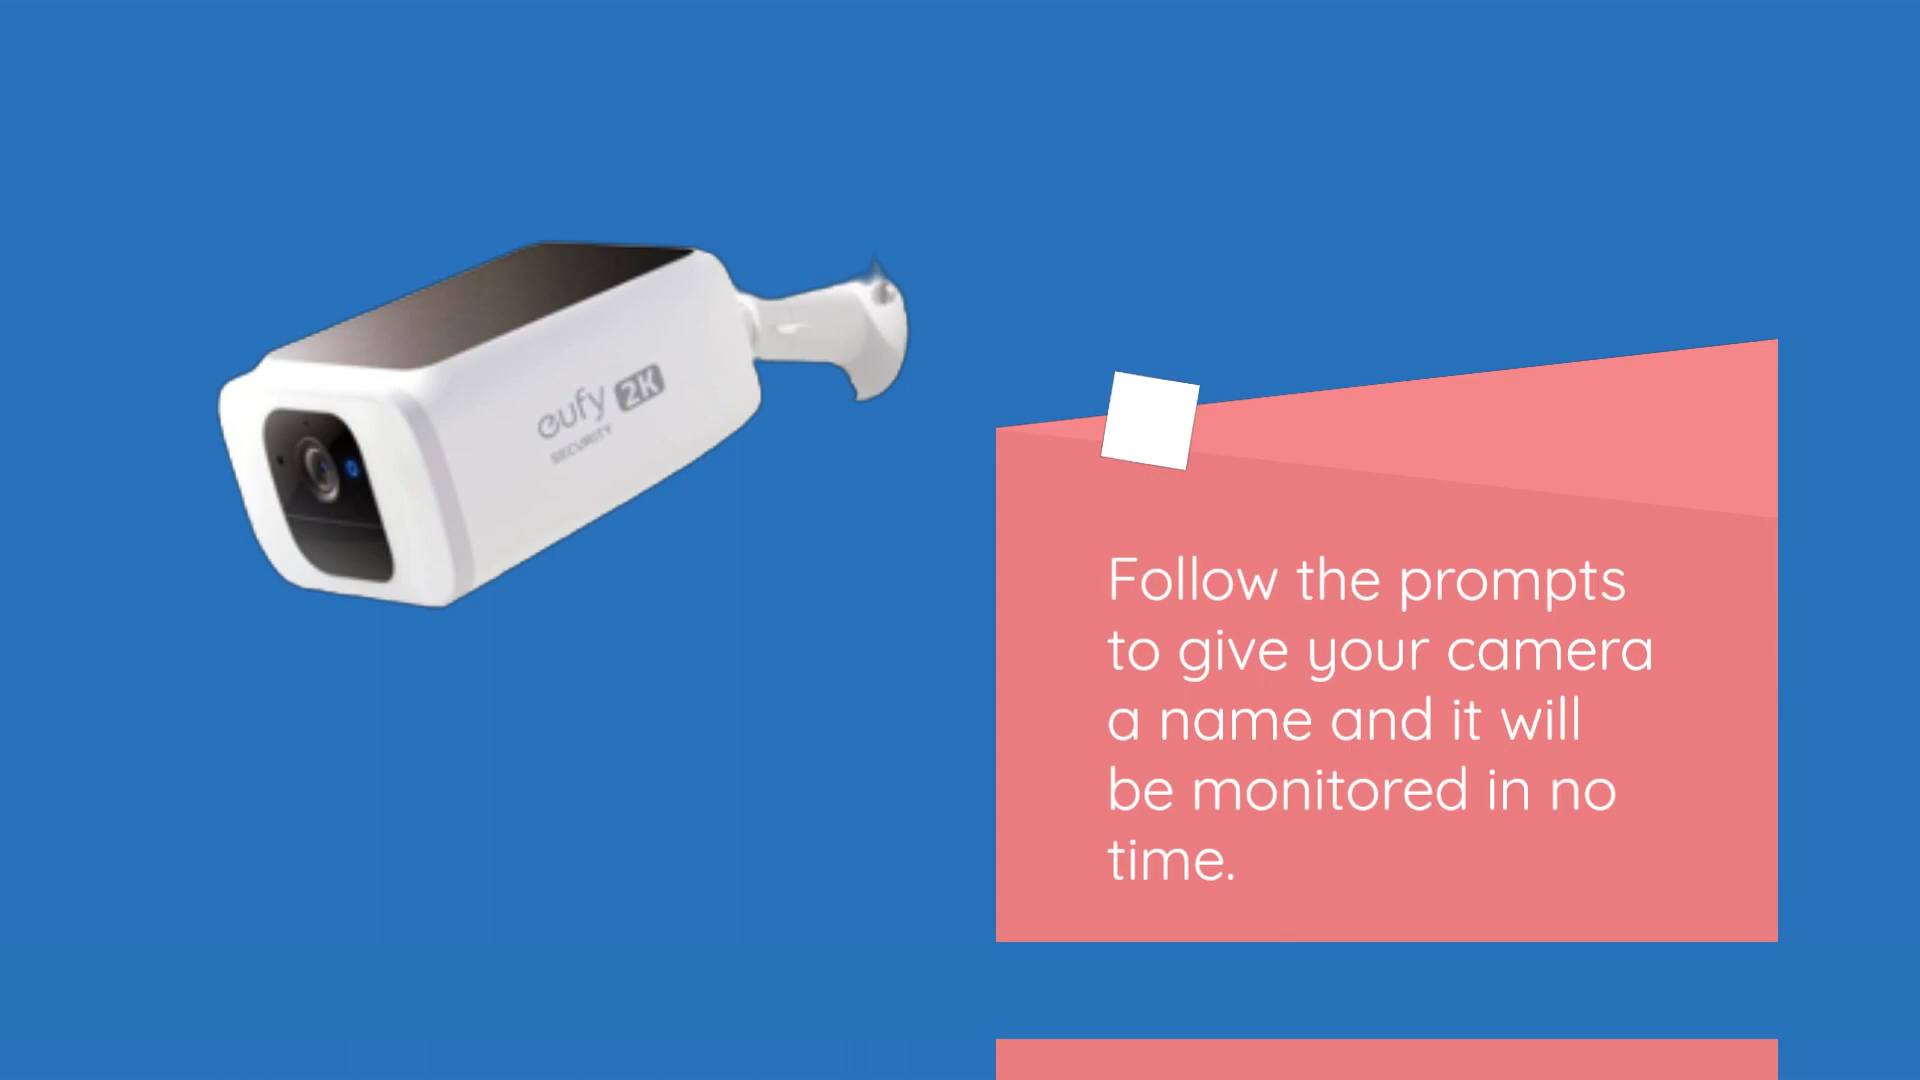 eufy 2K
SECURITY
Follow the prompts
to give your camera
a name and it will
be monitored in no
time.